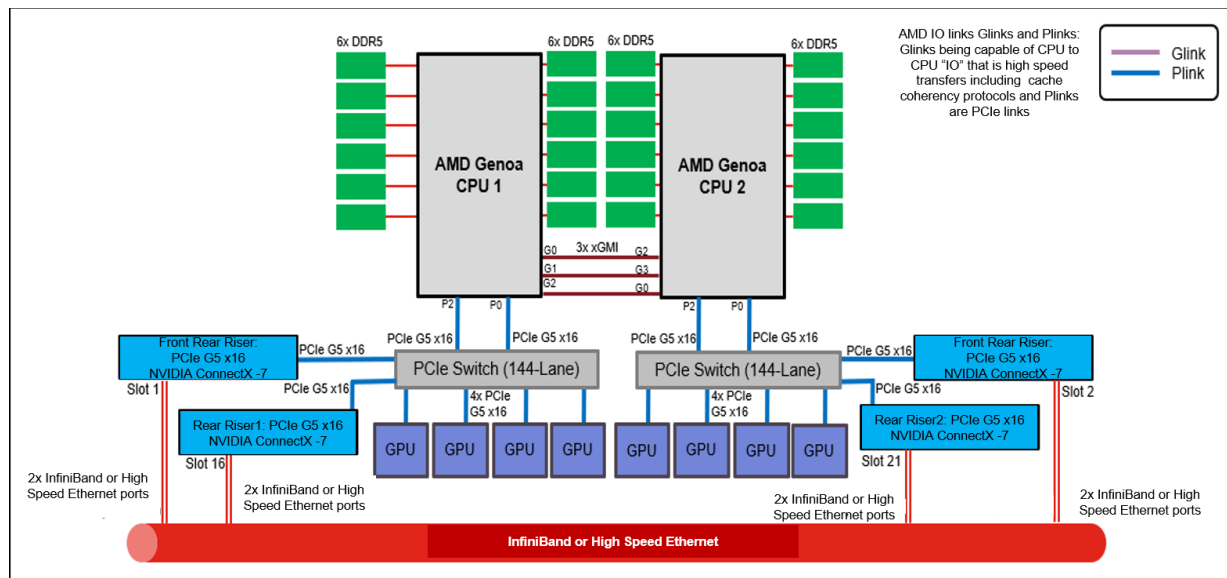 6x DDR5
6x DDR5
6x DDR5
6x DDR5
AMD IO links Glinks and Plinks:
Glinks being capable of CPU to
CPU “IO” that is high speed
transfers including cache
coherency protocols and Plinks
are PCIe links
Glink
Plink
AMD Genoa
CPU 1
AMD Genoa
CPU 2
G0
3x xGMI
G2
G1
G3
G2
G0
P2
P0
P2
P0
PCIe G5 x16
PCIe G5 x16
PCIe G5 x16
PCIe G5 x16
Front Rear Riser:
PCIe G5 x16
NVIDIA ConnectX -7
Slot 1
PCIe G5 x16
PCIe Switch (144-Lane)
PCIe Switch (144-Lane)
PCIe G5 x16
Front Rear Riser:
PCIe G5 x16
NVIDIA ConnectX -7
Slot 2
PCIe G5 x16
PCIe G5 x16
Rear Riser1: PCIe G5 x16
NVIDIA ConnectX -7
Slot 16
4x PCIe
G5 x16
4x PCIe
G5 x16
Rear Riser2: PCIe G5 x16
NVIDIA ConnectX -7
Slot 21
GPU
GPU
GPU
GPU
GPU
GPU
GPU
GPU
2x InfiniBand or High
Speed Ethernet ports
2x InfiniBand or High
Speed Ethernet ports
2x InfiniBand or High
Speed Ethernet ports
2x InfiniBand or High
Speed Ethernet ports
InfiniBand or High Speed Ethernet